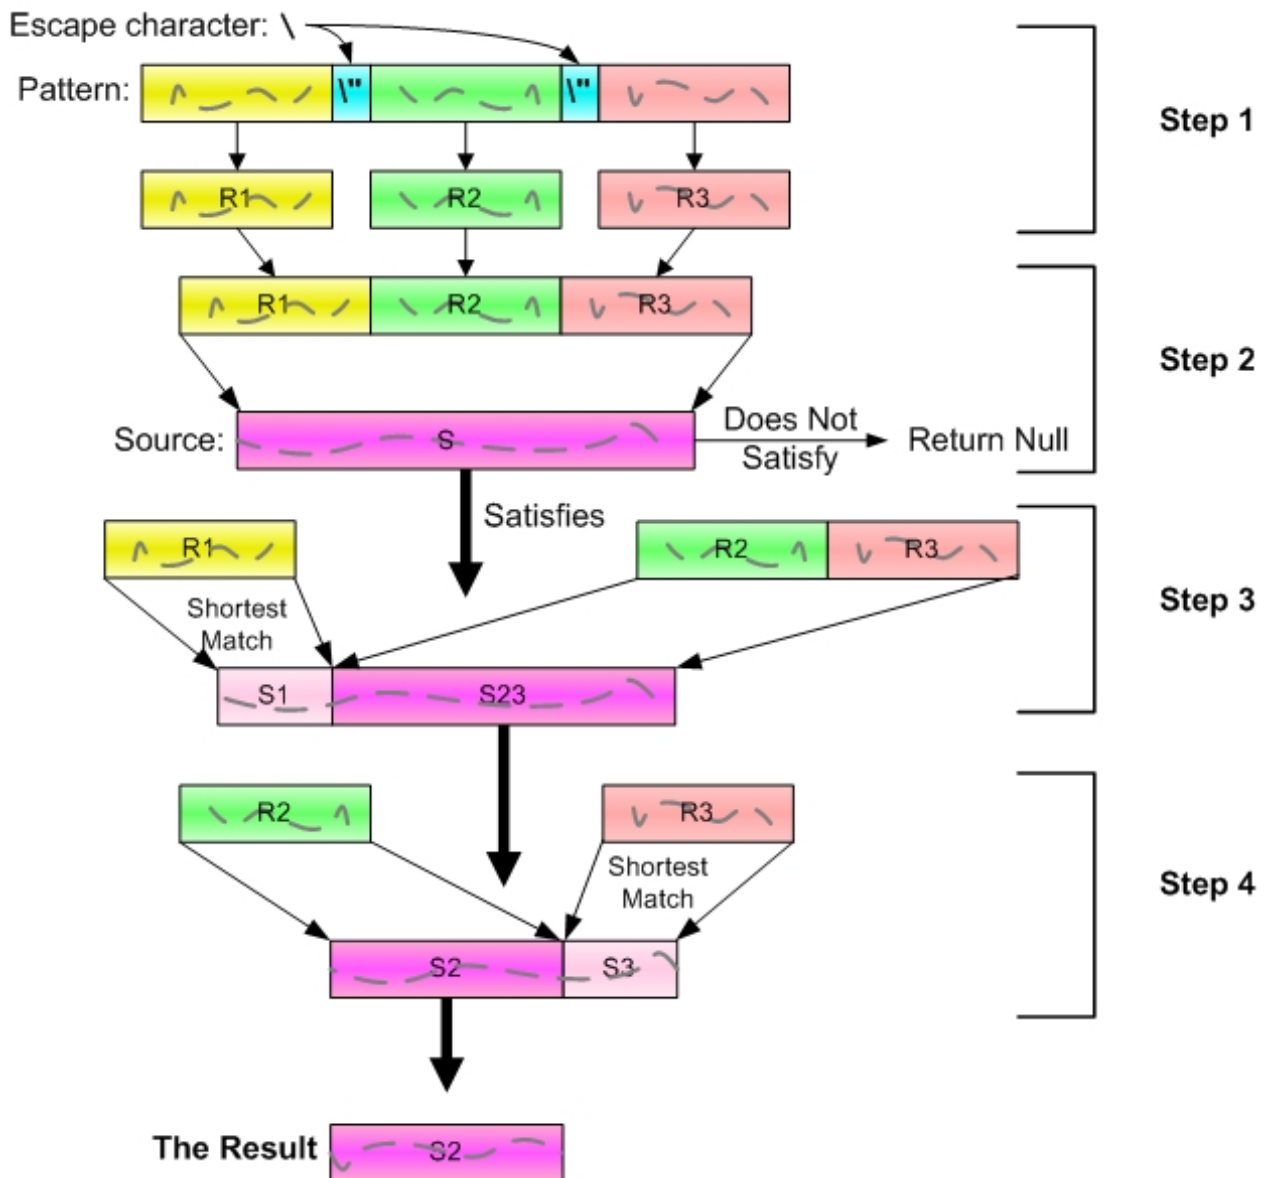 Escape character: \
Pattern: \" \"
Step 1
R1 R2 R3
R1 R2 R3
Step 2
Source: S
Does Not
Satisfy
Return Null
Satisfies
R1 R2 R3
Step 3
Shortest
Match
S1 S23
R2 R3
Shortest
Match
Step 4
S2 S3
The Result S2